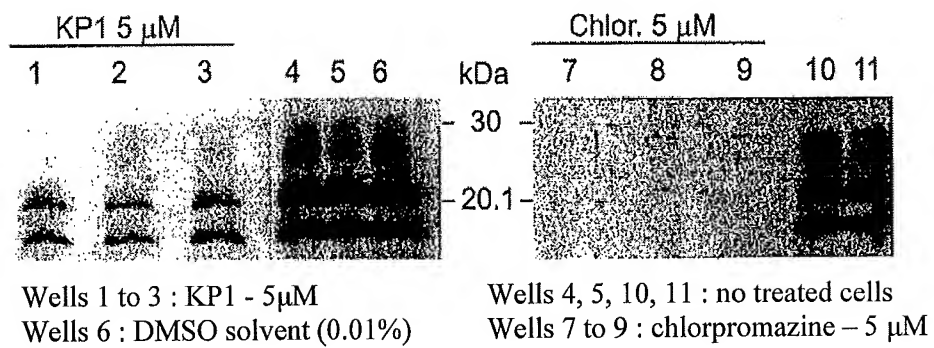 KP1 5 µM
Chlor. 5 µM
1 2 3 4 5 6 kDa 7 8 9 10 11
- 30 -
-20.1-
Wells 1 to 3 : KP1 - 5µM
Wells 6 : DMSO solvent (0.01%)
Wells 4, 5, 10, 11 : no treated cells
Wells 7 to 9 : chlorpromazine – 5 µM